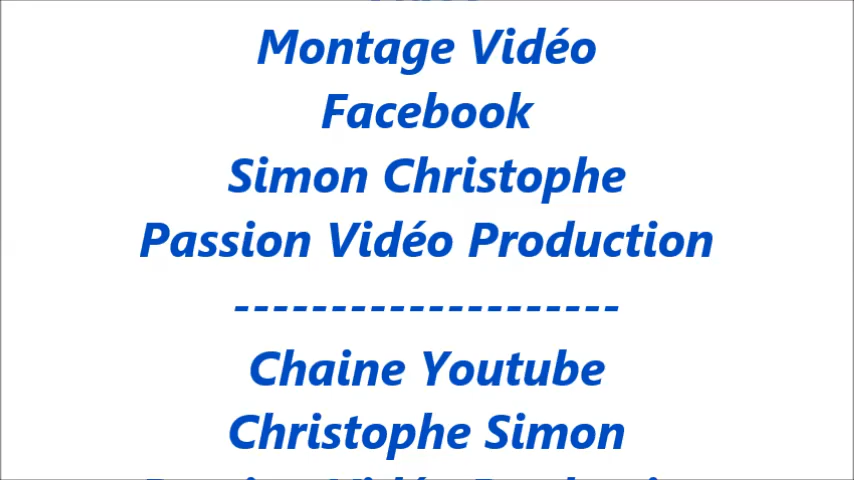 Montage Vidéo
Facebook
Simon Christophe
Passion Vidéo Production
--------------------
Chaine Youtube
Christophe Simon